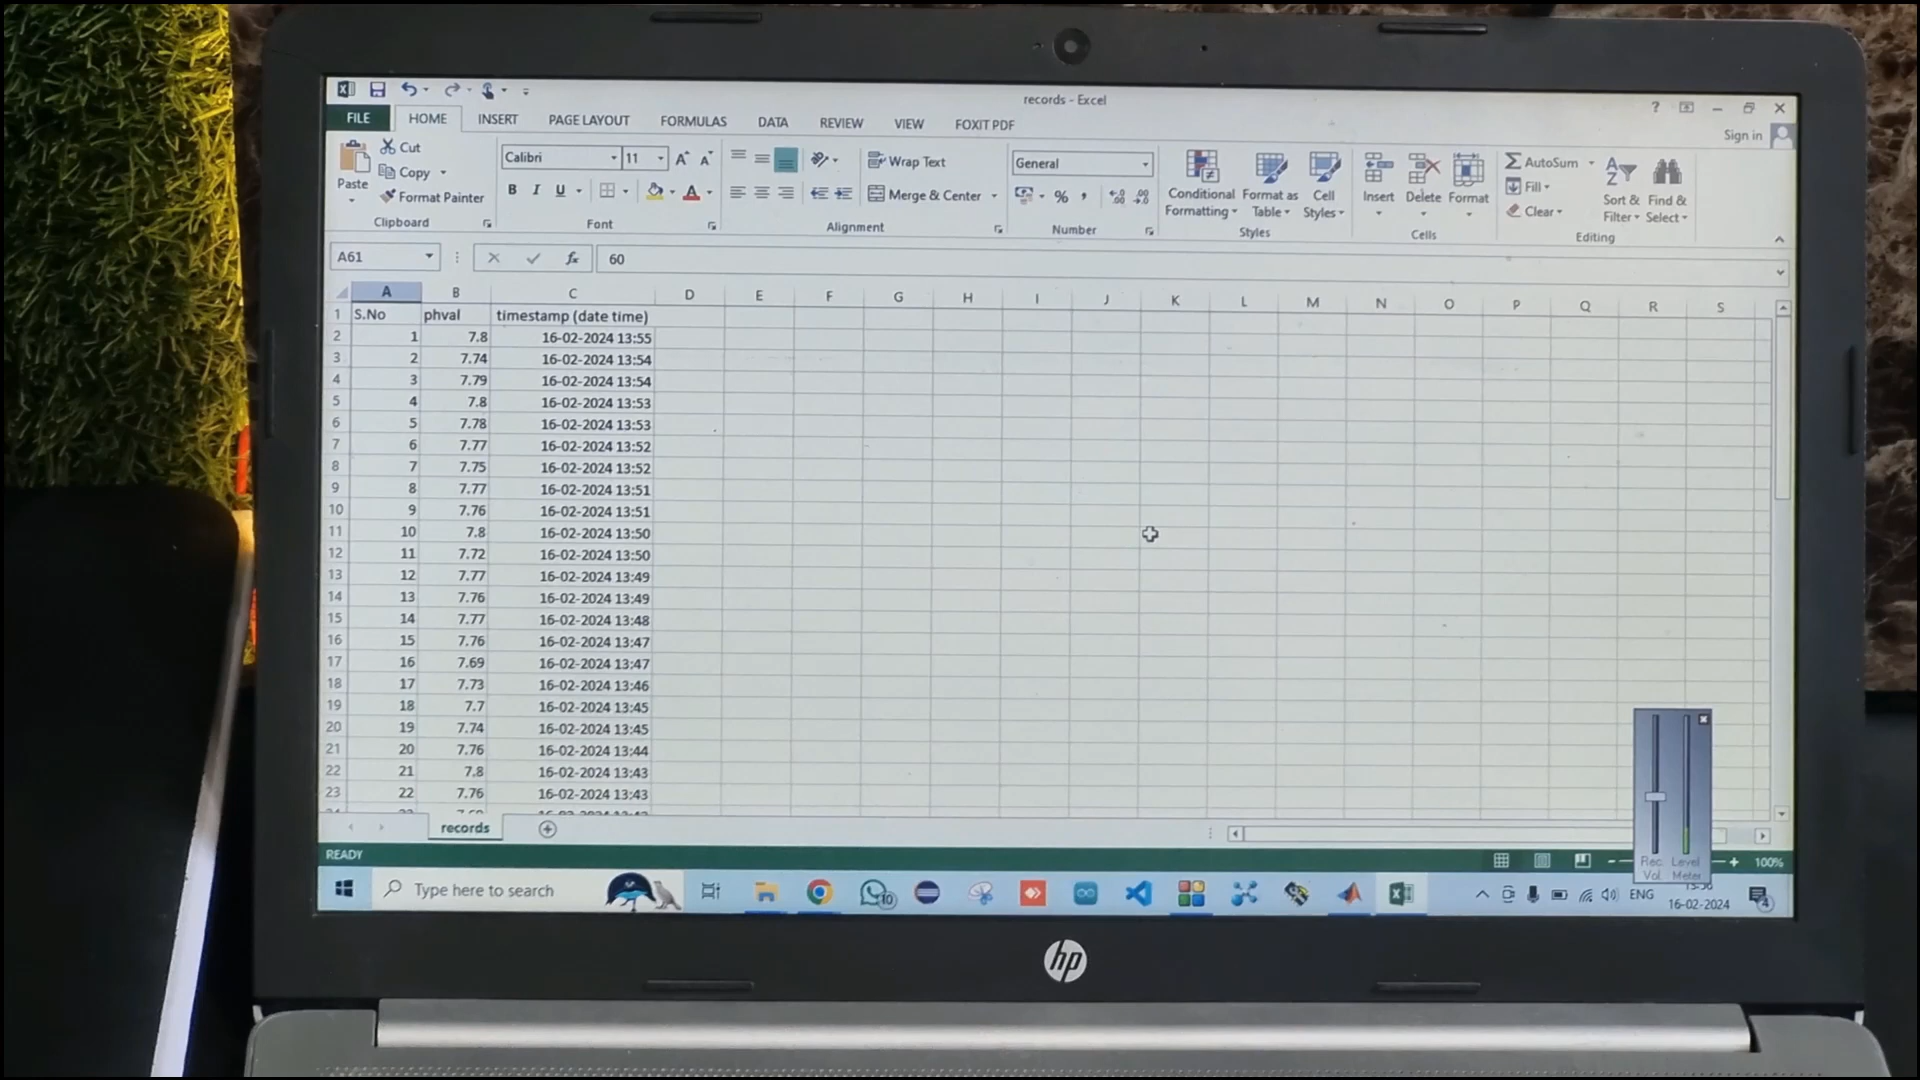 records - Excel
?
FILE HOME INSERT PAGE LAYOUT FORMULAS DATA REVIEW VIEW FOXIT PDF
Sign in
Paste
Cut
Copy
Format Painter
Clipboard
Calibri 11
B I U
Font
Wrap Text
Merge & Center
Alignment
General
%
Number
Conditional Formatting
Format as Table
Cell Styles
Styles
Insert Delete Format
Cells
AutoSum
Fill
Clear
Sort & Filter
Find & Select
Editing
A61 fx 60
A B C D E F G H I J K L M N O P Q R S
1 S.No phval timestamp (date time)
2 1 7.8 16-02-2024 13:55
3 2 7.74 16-02-2024 13:54
4 3 7.79 16-02-2024 13:54
5 4 7.8 16-02-2024 13:53
6 5 7.78 16-02-2024 13:53
7 6 7.77 16-02-2024 13:52
8 7 7.75 16-02-2024 13:52
9 8 7.77 16-02-2024 13:51
10 9 7.76 16-02-2024 13:51
11 10 7.8 16-02-2024 13:50
12 11 7.72 16-02-2024 13:50
13 12 7.77 16-02-2024 13:49
14 13 7.76 16-02-2024 13:49
15 14 7.77 16-02-2024 13:48
16 15 7.76 16-02-2024 13:47
17 16 7.69 16-02-2024 13:47
18 17 7.73 16-02-2024 13:46
19 18 7.7 16-02-2024 13:45
20 19 7.74 16-02-2024 13:45
21 20 7.76 16-02-2024 13:44
22 21 7.8 16-02-2024 13:43
23 22 7.76 16-02-2024 13:43
records
READY
100%
Rec. Level
Vol Meter
Type here to search
10
ENG
16-02-2024
4
hp